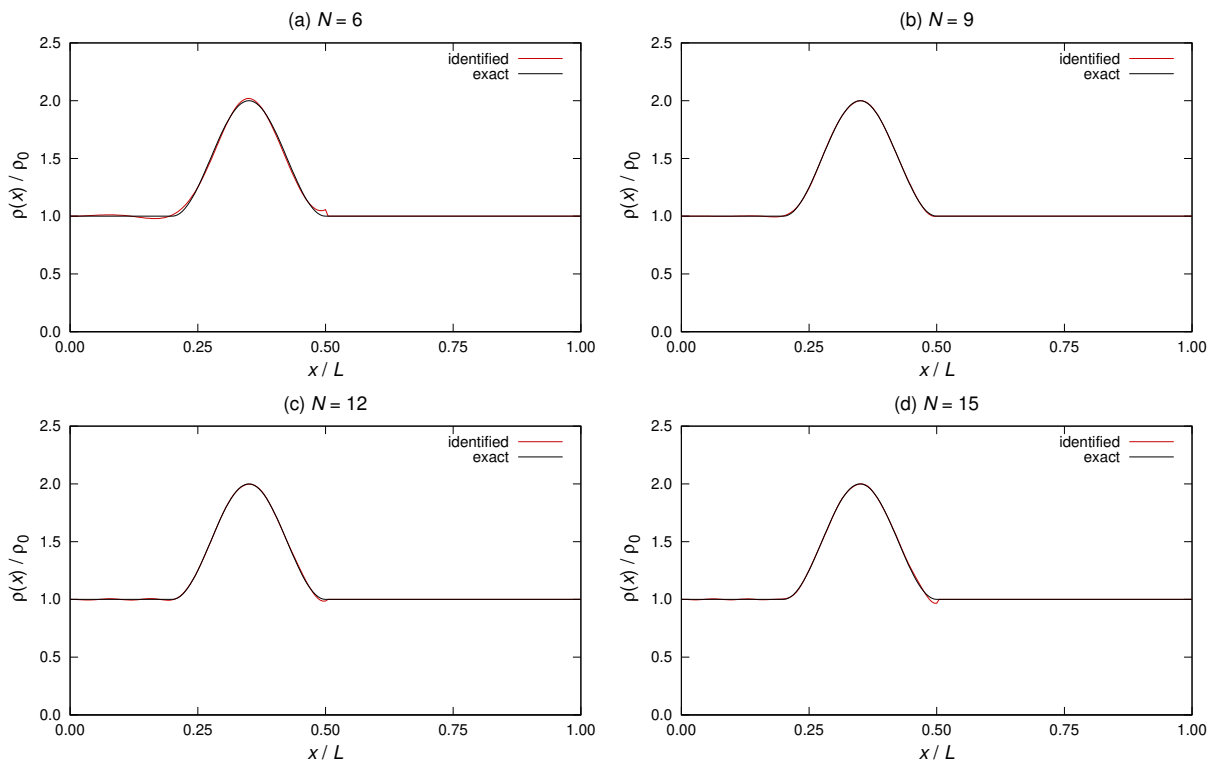 (a) N = 6
2.5
2.0
1.5
1.0
0.5
0.0
ρ(x) / ρ0
identified
exact
0.00 0.25 0.50 0.75 1.00
x / L
(b) N = 9
2.5
2.0
1.5
1.0
0.5
0.0
ρ(x) / ρ0
identified
exact
0.00 0.25 0.50 0.75 1.00
x / L
(c) N = 12
2.5
2.0
1.5
1.0
0.5
0.0
ρ(x) / ρ0
identified
exact
0.00 0.25 0.50 0.75 1.00
x / L
(d) N = 15
2.5
2.0
1.5
1.0
0.5
0.0
ρ(x) / ρ0
identified
exact
0.00 0.25 0.50 0.75 1.00
x / L